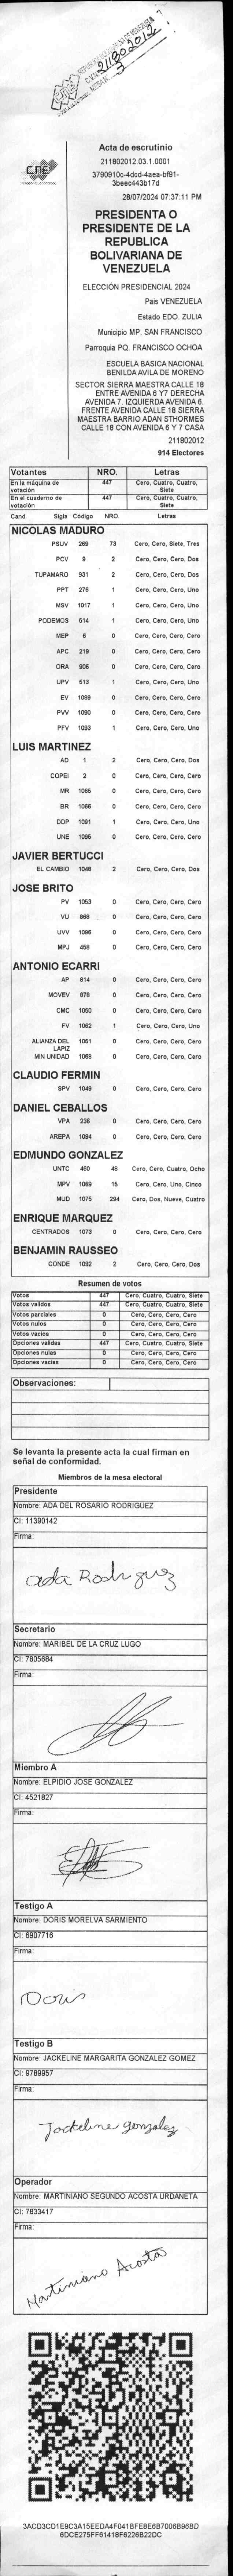 211802012
3
CNE
Acta de escrutinio
211802012.03.1.0001
3790910c-4dcd-4aea-bf91-
3beec443b17d
28/07/2024 07:37:11 PM
PRESIDENTA O
PRESIDENTE DE LA
REPUBLICA
BOLIVARIANA DE
VENEZUELA
ELECCIÓN PRESIDENCIAL 2024
Pais VENEZUELA
Estado EDO. ZULIA
Municipio MP. SAN FRANCISCO
Parroquia PQ. FRANCISCO OCHOA
ESCUELA BASICA NACIONAL
BENILDA AVILA DE MORENO
SECTOR SIERRA MAESTRA CALLE 18
ENTRE AVENIDA 6 Y7 DERECHA
AVENIDA 7. IZQUIERDA AVENIDA 6.
FRENTE AVENIDA CALLE 18 SIERRA
MAESTRA BARRIO ADAN STHORMES
CALLE 18 CON AVENIDA 6 Y 7 CASA
211802012
914 Electores
Votantes NRO. Letras
En la máquina de votación 447 Cero, Cuatro, Cuatro, Siete
En el cuaderno de votación 447 Cero, Cuatro, Cuatro, Siete
Cand. Sigla Código NRO. Letras
NICOLAS MADURO
PSUV 269 73 Cero, Cero, Siete, Tres
PCV 9 2 Cero, Cero, Cero, Dos
TUPAMARO 931 2 Cero, Cero, Cero, Dos
PPT 276 1 Cero, Cero, Cero, Uno
MSV 1017 1 Cero, Cero, Cero, Uno
PODEMOS 514 1 Cero, Cero, Cero, Uno
MEP 6 0 Cero, Cero, Cero, Cero
APC 219 0 Cero, Cero, Cero, Cero
ORA 906 0 Cero, Cero, Cero, Cero
UPV 513 1 Cero, Cero, Cero, Uno
EV 1089 0 Cero, Cero, Cero, Cero
PVV 1090 0 Cero, Cero, Cero, Cero
PFV 1093 1 Cero, Cero, Cero, Uno
LUIS MARTINEZ
AD 1 2 Cero, Cero, Cero, Dos
COPEI 2 0 Cero, Cero, Cero, Cero
MR 1065 0 Cero, Cero, Cero, Cero
BR 1066 0 Cero, Cero, Cero, Cero
DDP 1091 1 Cero, Cero, Cero, Uno
UNE 1095 0 Cero, Cero, Cero, Cero
JAVIER BERTUCCI
EL CAMBIO 1048 2 Cero, Cero, Cero, Dos
JOSE BRITO
PV 1053 0 Cero, Cero, Cero, Cero
VU 868 0 Cero, Cero, Cero, Cero
UVV 1096 0 Cero, Cero, Cero, Cero
MPJ 458 0 Cero, Cero, Cero, Cero
ANTONIO ECARRI
AP 814 0 Cero, Cero, Cero, Cero
MOVEV 878 0 Cero, Cero, Cero, Cero
CMC 1050 0 Cero, Cero, Cero, Cero
FV 1062 1 Cero, Cero, Cero, Uno
ALIANZA DEL LAPIZ 1051 0 Cero, Cero, Cero, Cero
MIN UNIDAD 1068 0 Cero, Cero, Cero, Cero
CLAUDIO FERMIN
SPV 1049 0 Cero, Cero, Cero, Cero
DANIEL CEBALLOS
VPA 236 0 Cero, Cero, Cero, Cero
AREPA 1094 0 Cero, Cero, Cero, Cero
EDMUNDO GONZALEZ
UNTC 460 48 Cero, Cero, Cuatro, Ocho
MPV 1069 15 Cero, Cero, Uno, Cinco
MUD 1075 294 Cero, Dos, Nueve, Cuatro
ENRIQUE MARQUEZ
CENTRADOS 1073 0 Cero, Cero, Cero, Cero
BENJAMIN RAUSSEO
CONDE 1092 2 Cero, Cero, Cero, Dos
Resumen de votos
Votos 447 Cero, Cuatro, Cuatro, Siete
Votos validos 447 Cero, Cuatro, Cuatro, Siete
Votos parciales 0 Cero, Cero, Cero, Cero
Votos nulos 0 Cero, Cero, Cero, Cero
Votos vacios 0 Cero, Cero, Cero, Cero
Opciones validas 447 Cero, Cuatro, Cuatro, Siete
Opciones nulas 0 Cero, Cero, Cero, Cero
Opciones vacias 0 Cero, Cero, Cero, Cero
Observaciones:
Se levanta la presente acta la cual firman en
señal de conformidad.
Miembros de la mesa electoral
Presidente
Nombre: ADA DEL ROSARIO RODRIGUEZ
CI: 11390142
Firma:
ada Rodriguez
Secretario
Nombre: MARIBEL DE LA CRUZ LUGO
CI: 7805684
Firma:
Miembro A
Nombre: ELPIDIO JOSE GONZALEZ
CI: 4521827
Firma:
Testigo A
Nombre: DORIS MORELVA SARMIENTO
CI: 6907716
Firma:
Doris
Testigo B
Nombre: JACKELINE MARGARITA GONZALEZ GOMEZ
CI: 9789957
Firma:
Jackeline gonzalez
Operador
Nombre: MARTINIANO SEGUNDO ACOSTA URDANETA
CI: 7833417
Firma:
Martiniano Acosta
3ACD3CD1E9C3A15EEDA4F041BFE8E6B7006B96BD
6DCE275FF6141BF6226B22DC